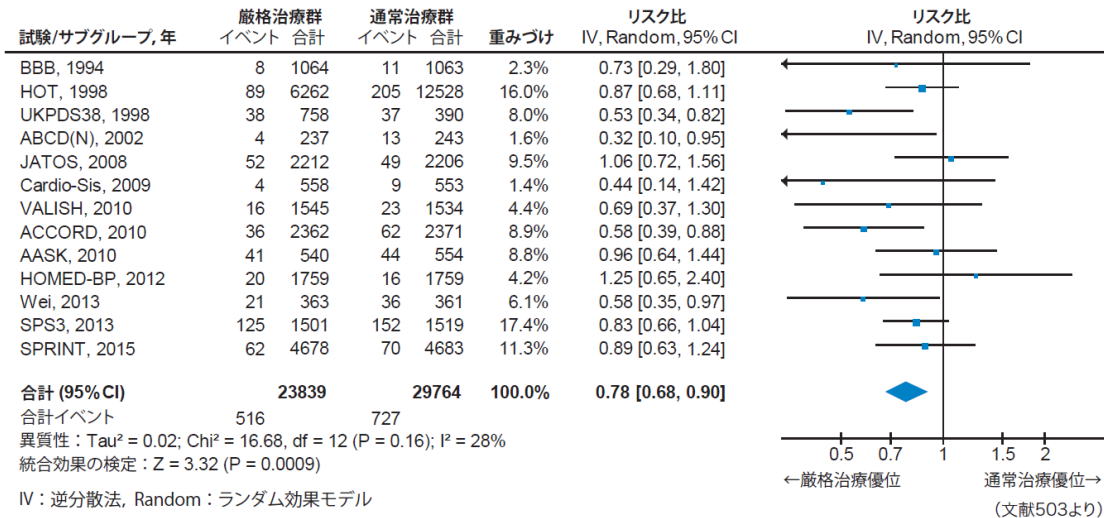 厳格治療群 通常治療群 リスク比 リスク比
試験/サブグループ, 年 イベント 合計 イベント 合計 重みづけ IV, Random, 95% CI IV, Random, 95% CI
BBB, 1994 8 1064 11 1063 2.3% 0.73 [0.29, 1.80]
HOT, 1998 89 6262 205 12528 16.0% 0.87 [0.68, 1.11]
UKPDS38, 1998 38 758 37 390 8.0% 0.53 [0.34, 0.82]
ABCD(N), 2002 4 237 13 243 1.6% 0.32 [0.10, 0.95]
JATOS, 2008 52 2212 49 2206 9.5% 1.06 [0.72, 1.56]
Cardio-Sis, 2009 4 558 9 553 1.4% 0.44 [0.14, 1.42]
VALISH, 2010 16 1545 23 1534 4.4% 0.69 [0.37, 1.30]
ACCORD, 2010 36 2362 62 2371 8.9% 0.58 [0.39, 0.88]
AASK, 2010 41 540 44 554 8.8% 0.96 [0.64, 1.44]
HOMED-BP, 2012 20 1759 16 1759 4.2% 1.25 [0.65, 2.40]
Wei, 2013 21 363 36 361 6.1% 0.58 [0.35, 0.97]
SPS3, 2013 125 1501 152 1519 17.4% 0.83 [0.66, 1.04]
SPRINT, 2015 62 4678 70 4683 11.3% 0.89 [0.63, 1.24]
合計 (95% CI) 23839 29764 100.0% 0.78 [0.68, 0.90]
合計イベント 516 727
異質性：Tau² = 0.02; Chi² = 16.68, df = 12 (P = 0.16); I² = 28%
統合効果の検定：Z = 3.32 (P = 0.0009)
0.5 0.7 1 1.5 2
←厳格治療優位 通常治療優位→
IV：逆分散法, Random：ランダム効果モデル
（文献503より）